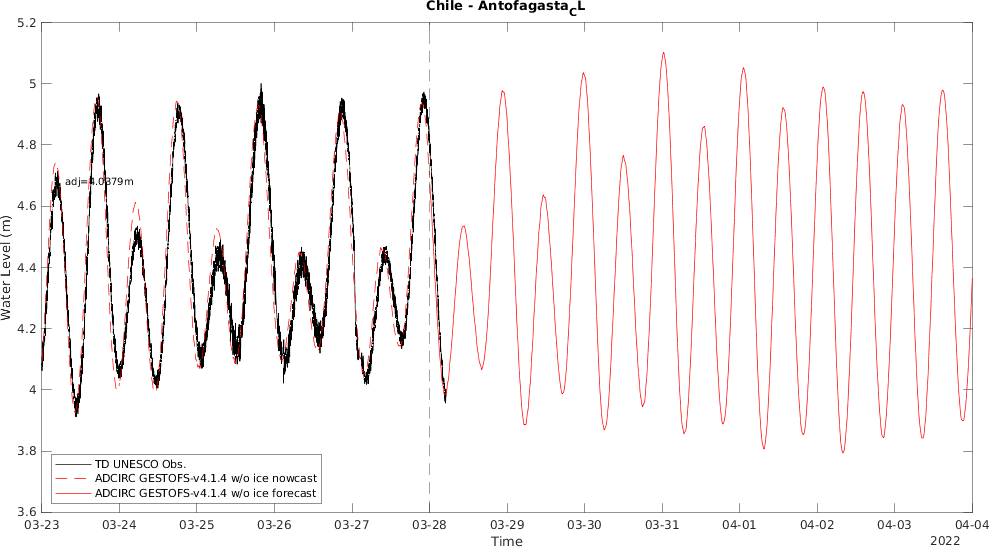 Chile - Antofagasta_CL
5.2
5
4.8
4.6
4.4
4.2
4
3.8
3.6
Water Level (m)
adj=4.0379m
TD UNESCO Obs.
ADCIRC GESTOFS-v4.1.4 w/o ice nowcast
ADCIRC GESTOFS-v4.1.4 w/o ice forecast
03-23 03-24 03-25 03-26 03-27 03-28 03-29 03-30 03-31 04-01 04-02 04-03 04-04
Time
2022